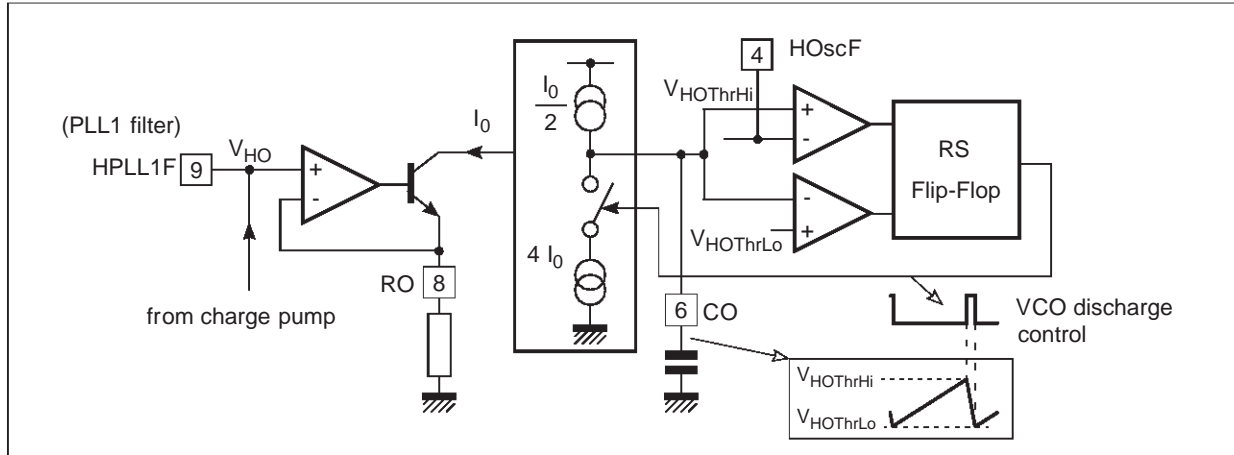 (PLL1 filter)
HPLL1F 9
V_HO
+
-
from charge pump
RO 8
I_0
I_0
2
4 I_0
4 HOscF
V_HOThrHi
+
-
-
+
V_HOThrLo
RS
Flip-Flop
6 CO
VCO discharge
control
V_HOThrHi
V_HOThrLo